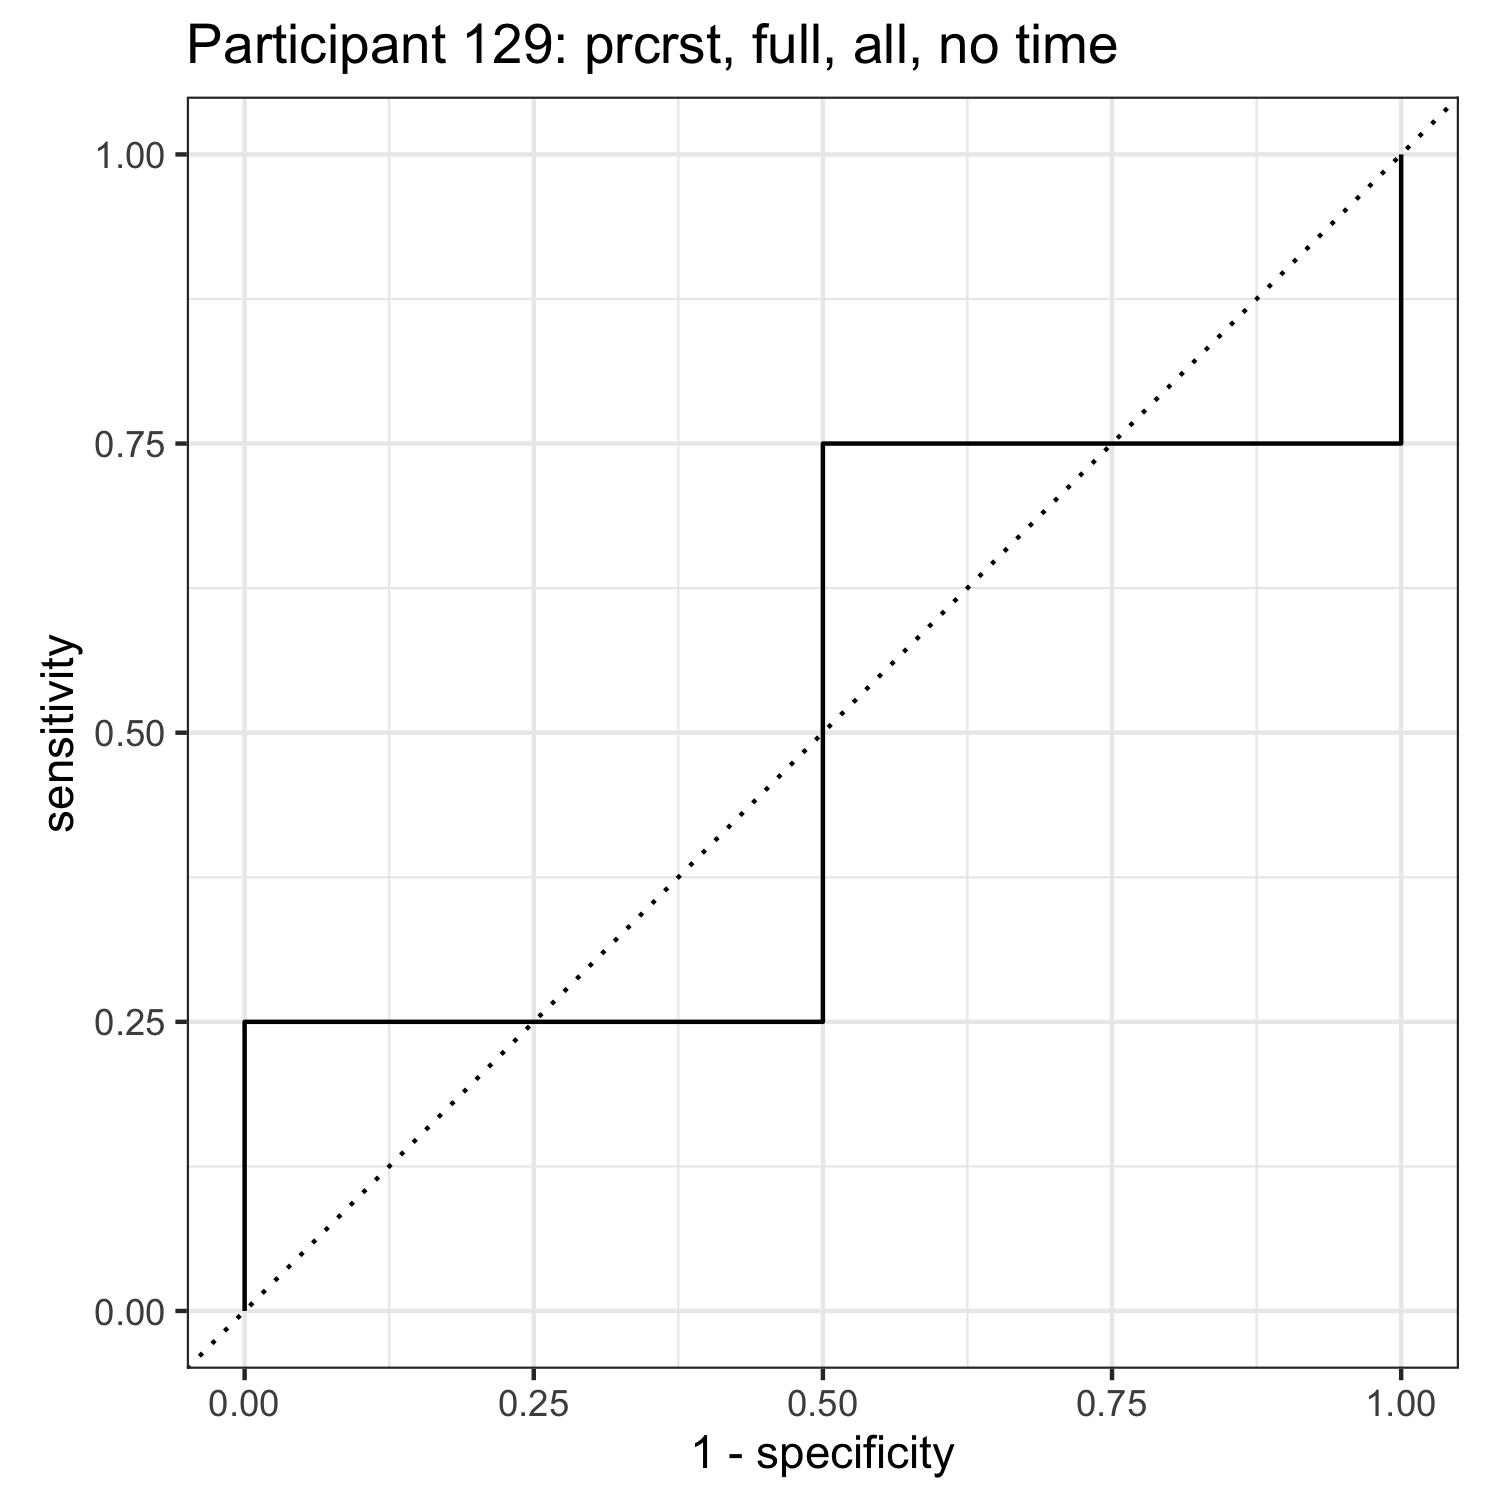 Participant 129: prcrst, full, all, no time
1.00
0.75
0.50
0.25
0.00
sensitivity
0.00 0.25 0.50 0.75 1.00
1 - specificity